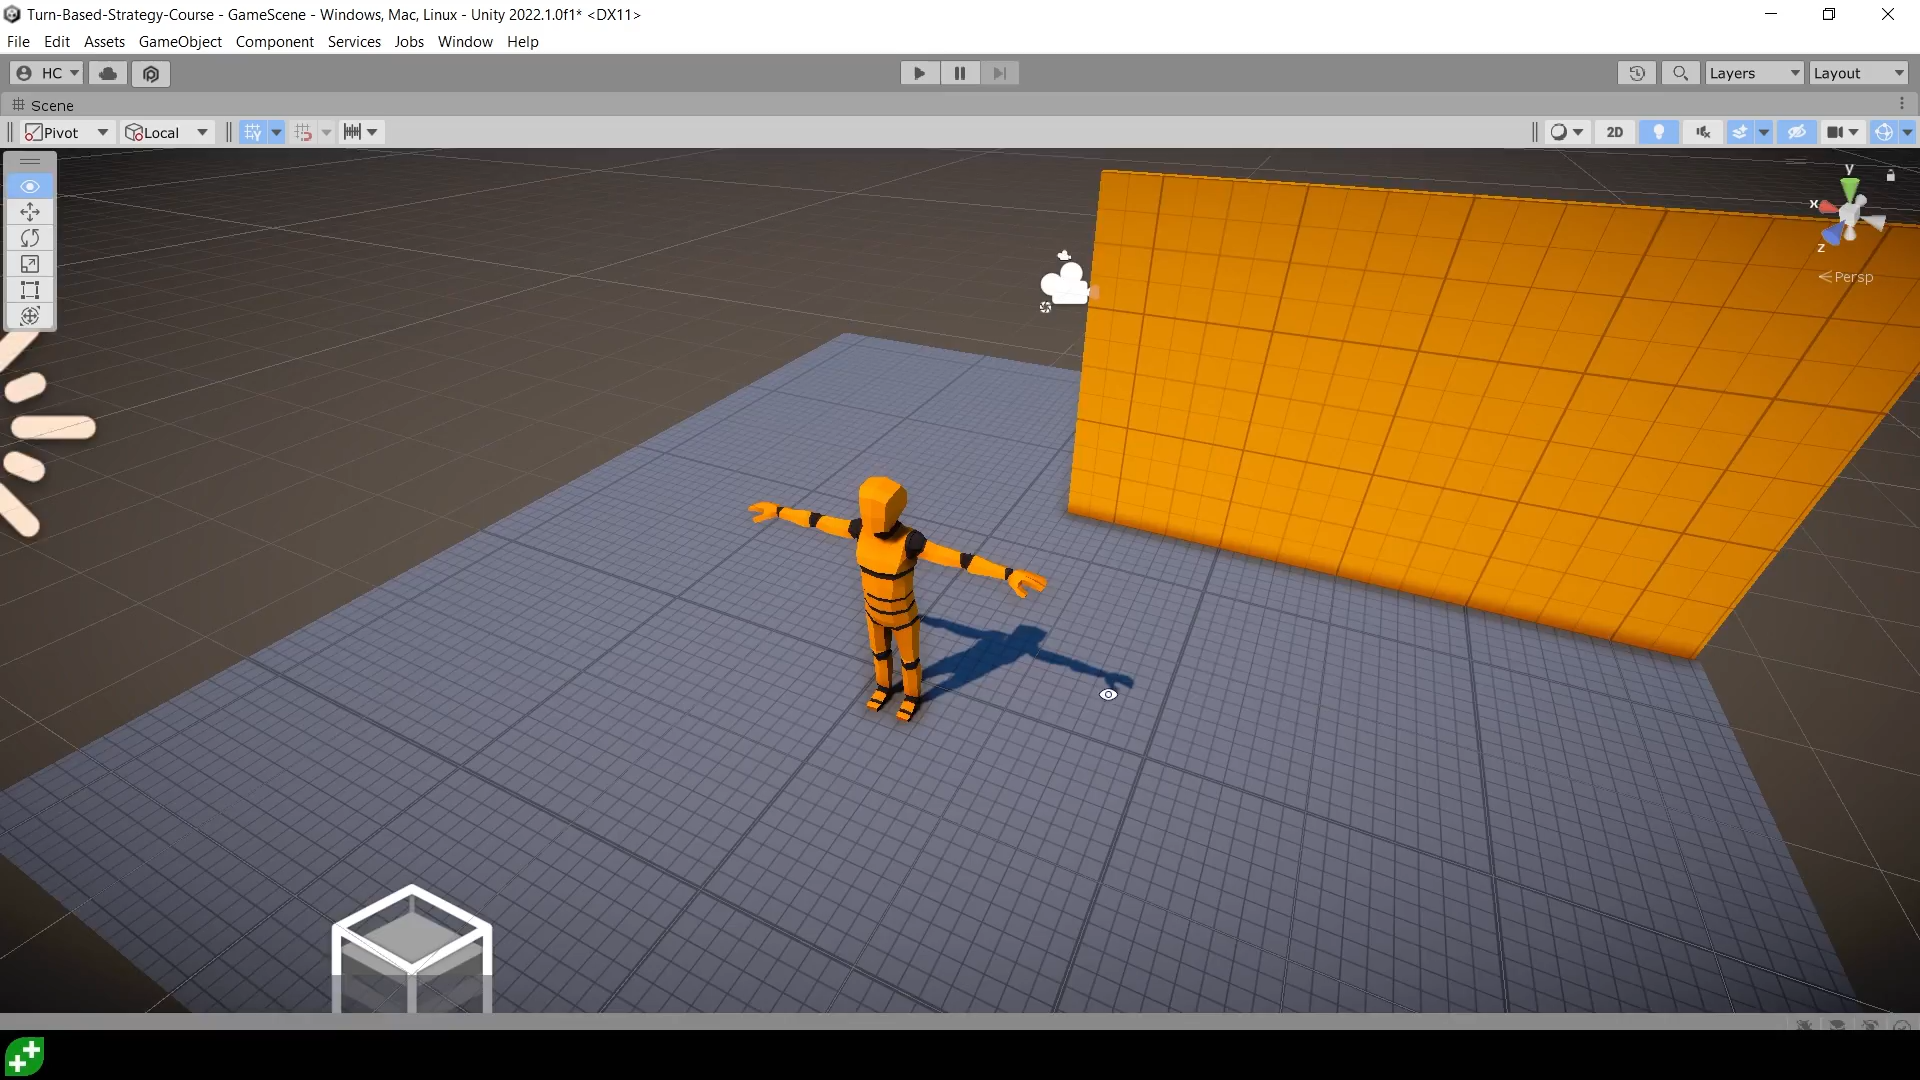 Turn-Based-Strategy-Course - GameScene - Windows, Mac, Linux - Unity 2022.1.0f1* <DX11>
File Edit Assets GameObject Component Services Jobs Window Help
HC Layers Layout
Scene
Pivot Local 2D
y
x
z
Persp